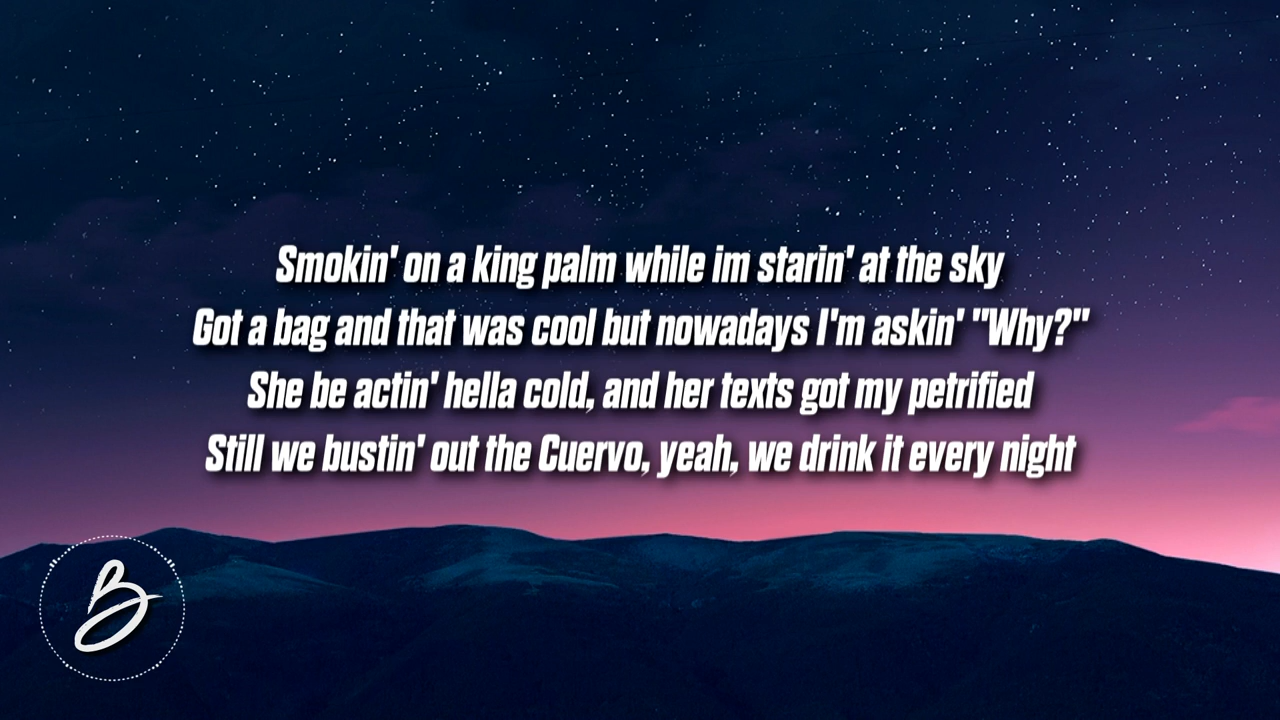 Smokin' on a king palm while im starin' at the sky
Got a bag and that was cool but nowadays I'm askin' "Why?"
She be actin' hella cold, and her texts got my petrified
Still we bustin' out the Cuervo, yeah, we drink it every night
B